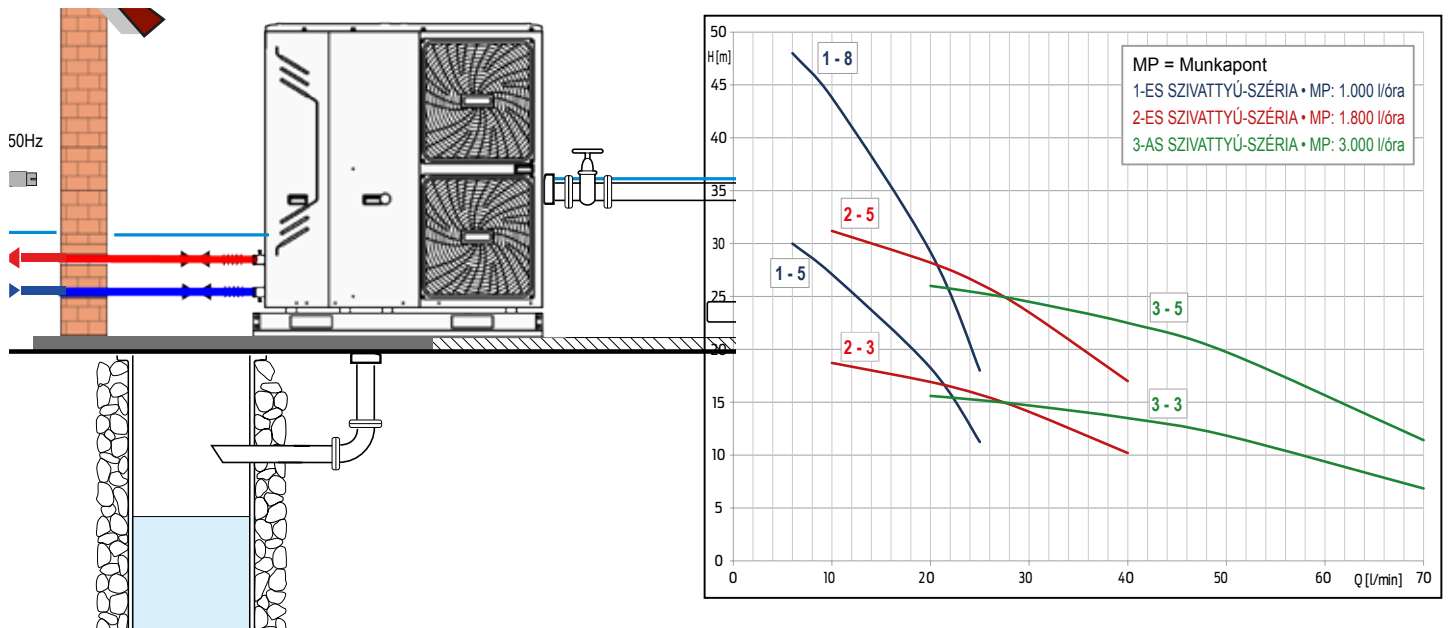 50Hz
50
H [m]
45
40
35
30
25
20
15
10
5
0
0
10
20
30
40
50
60
70
Q [l/min]
MP = Munkapont
1-ES SZIVATTYÚ-SZÉRIA • MP: 1.000 l/óra
2-ES SZIVATTYÚ-SZÉRIA • MP: 1.800 l/óra
3-AS SZIVATTYÚ-SZÉRIA • MP: 3.000 l/óra
1 - 8
2 - 5
1 - 5
3 - 5
2 - 3
3 - 3